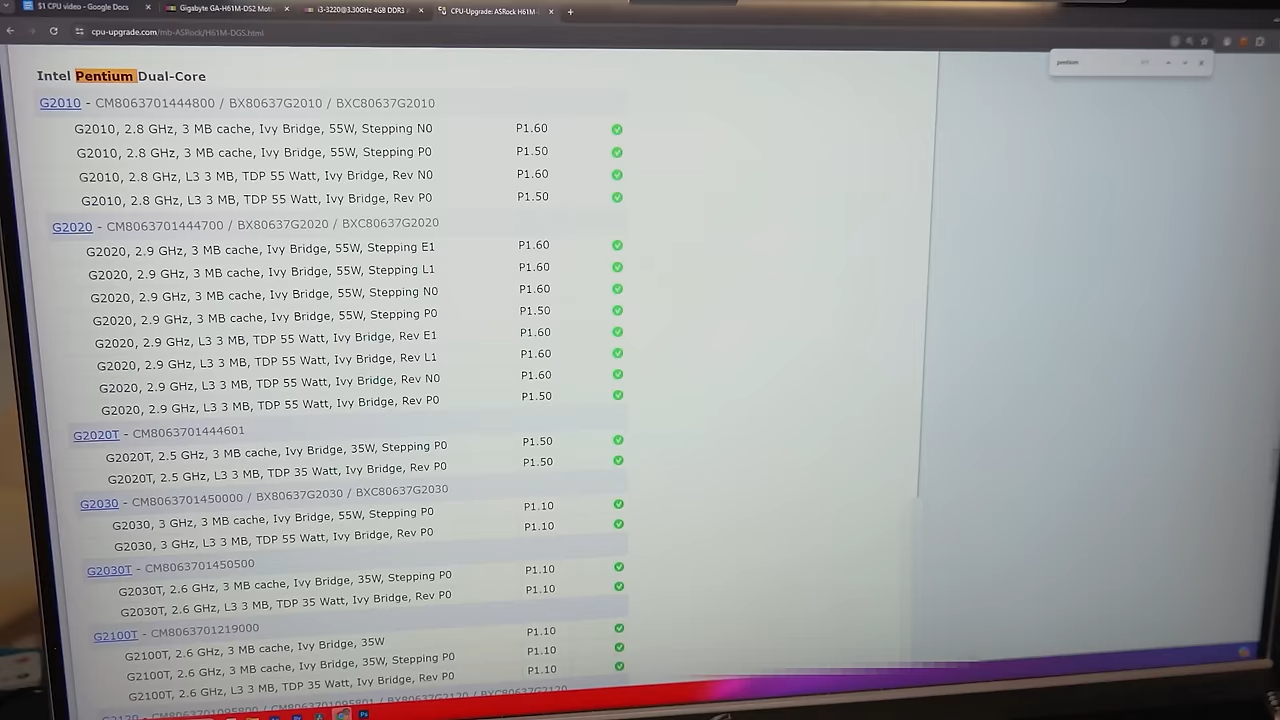 $1 CPU video - Google Docs
Gigabyte GA-H61M-DS2 Mot
i3-3220@3.30GHz 4GB DDR3
CPU-Upgrade: ASRock H61M
cpu-upgrade.com/mb-ASRock/H61M-DGS.html
pentium
Intel Pentium Dual-Core
G2010 - CM8063701444800 / BX80637G2010 / BXC80637G2010
G2010, 2.8 GHz, 3 MB cache, Ivy Bridge, 55W, Stepping N0 P1.60
G2010, 2.8 GHz, 3 MB cache, Ivy Bridge, 55W, Stepping P0 P1.50
G2010, 2.8 GHz, L3 3 MB, TDP 55 Watt, Ivy Bridge, Rev N0 P1.60
G2010, 2.8 GHz, L3 3 MB, TDP 55 Watt, Ivy Bridge, Rev P0 P1.50
G2020 - CM8063701444700 / BX80637G2020 / BXC80637G2020
G2020, 2.9 GHz, 3 MB cache, Ivy Bridge, 55W, Stepping E1 P1.60
G2020, 2.9 GHz, 3 MB cache, Ivy Bridge, 55W, Stepping L1 P1.60
G2020, 2.9 GHz, 3 MB cache, Ivy Bridge, 55W, Stepping N0 P1.60
G2020, 2.9 GHz, 3 MB cache, Ivy Bridge, 55W, Stepping P0 P1.50
G2020, 2.9 GHz, L3 3 MB, TDP 55 Watt, Ivy Bridge, Rev E1 P1.60
G2020, 2.9 GHz, L3 3 MB, TDP 55 Watt, Ivy Bridge, Rev L1 P1.60
G2020, 2.9 GHz, L3 3 MB, TDP 55 Watt, Ivy Bridge, Rev N0 P1.60
G2020, 2.9 GHz, L3 3 MB, TDP 55 Watt, Ivy Bridge, Rev P0 P1.50
G2020T - CM8063701444601
G2020T, 2.5 GHz, 3 MB cache, Ivy Bridge, 35W, Stepping P0 P1.50
G2020T, 2.5 GHz, L3 3 MB, TDP 35 Watt, Ivy Bridge, Rev P0 P1.50
G2030 - CM8063701450000 / BX80637G2030 / BXC80637G2030
G2030, 3 GHz, 3 MB cache, Ivy Bridge, 55W, Stepping P0 P1.10
G2030, 3 GHz, L3 3 MB, TDP 55 Watt, Ivy Bridge, Rev P0 P1.10
G2030T - CM8063701450500
G2030T, 2.6 GHz, 3 MB cache, Ivy Bridge, 35W, Stepping P0 P1.10
G2030T, 2.6 GHz, L3 3 MB, TDP 35 Watt, Ivy Bridge, Rev P0 P1.10
G2100T - CM8063701219000
G2100T, 2.6 GHz, 3 MB cache, Ivy Bridge, 35W P1.10
G2100T, 2.6 GHz, 3 MB cache, Ivy Bridge, 35W, Stepping P0 P1.10
G2100T, 2.6 GHz, L3 3 MB, TDP 35 Watt, Ivy Bridge, Rev P0 P1.10
G2120 - CM8063701095801 / BX80637G2120 / BXC80637G2120